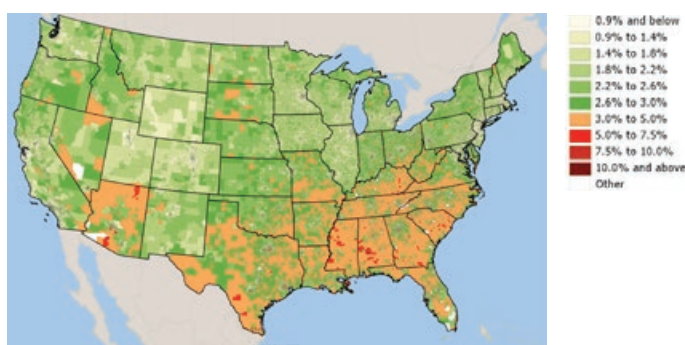 0.9% and below
0.9% to 1.4%
1.4% to 1.8%
1.8% to 2.2%
2.2% to 2.6%
2.6% to 3.0%
3.0% to 5.0%
5.0% to 7.5%
7.5% to 10.0%
10.0% and above
Other